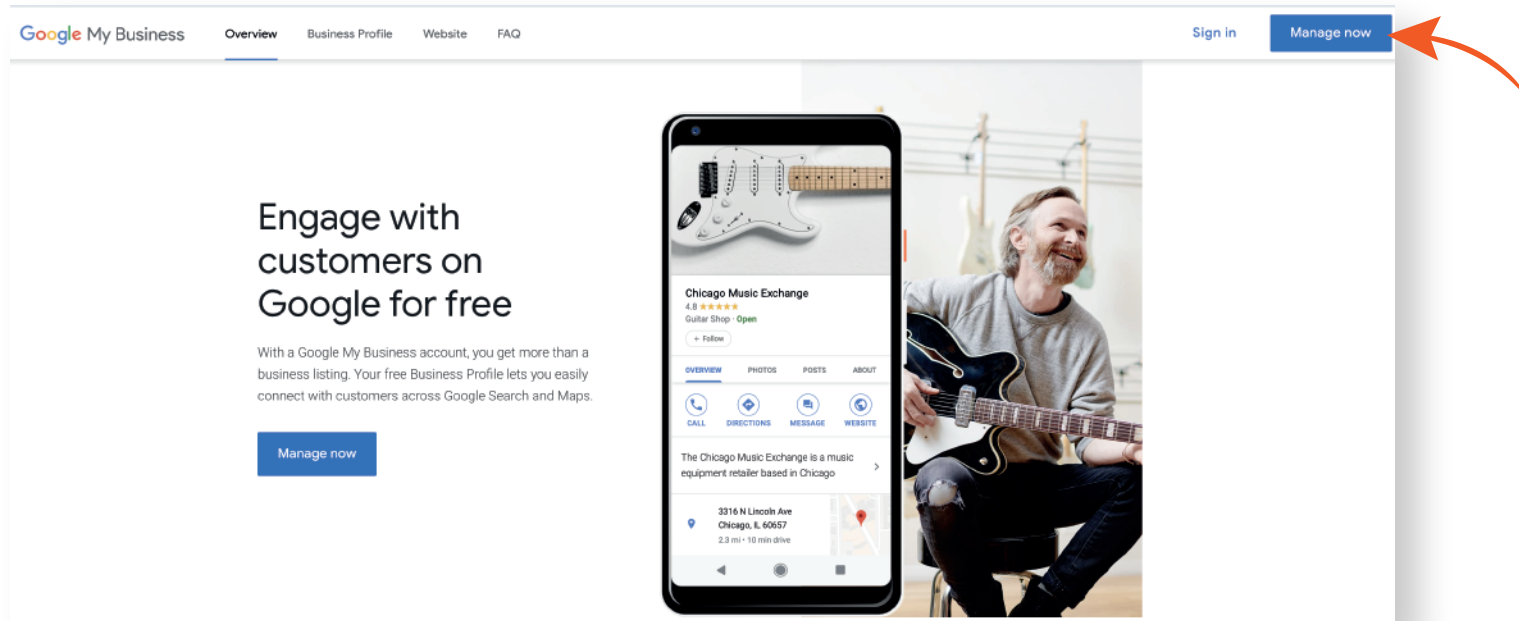 Google My Business
Overview
Business Profile
Website
FAQ
Sign in
Manage now
Engage with
customers on
Google for free
With a Google My Business account, you get more than a
business listing. Your free Business Profile lets you easily
connect with customers across Google Search and Maps.
Manage now
Chicago Music Exchange
4.8
Guitar Shop · Open
+ Follow
OVERVIEW
PHOTOS
POSTS
ABOUT
CALL
DIRECTIONS
MESSAGE
WEBSITE
The Chicago Music Exchange is a music
equipment retailer based in Chicago
3316 N Lincoln Ave
Chicago, IL 60657
2.3 mi • 10 min drive